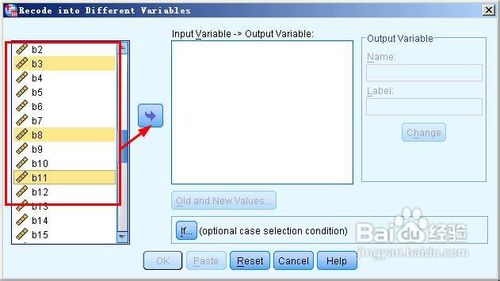 Recode into Different Variables
b2
b3
b4
b5
b6
b7
b8
b9
b10
b11
b12
b13
b14
b15
Input Variable -> Output Variable:
Output Variable
Name:
Label:
Change
Old and New Values...
If... (optional case selection condition)
OK Paste Reset Cancel Help
Baidu 经验
jingyan.baidu.com